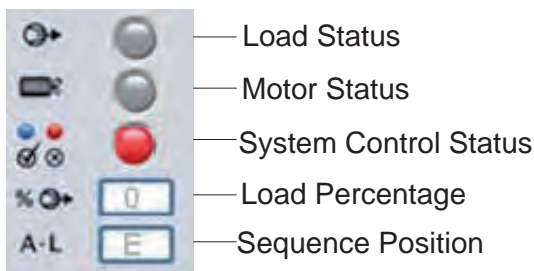 Load Status
Motor Status
System Control Status
% 0 Load Percentage
A-L E Sequence Position